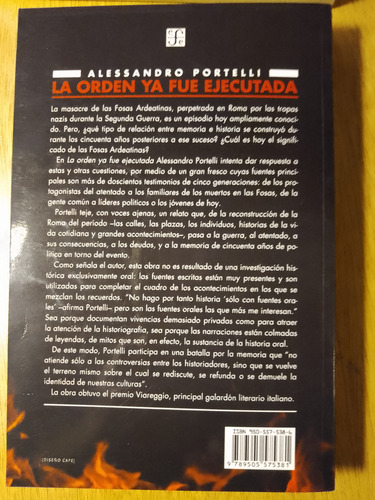 ALESSANDRO PORTELLI
LA ORDEN YA FUE EJECUTADA
La masacre de las Fosas Ardeatinas, perpetrada en Roma por las tropas
nazis durante la Segunda Guerra, es un episodio hoy ampliamente conoci-
do. Pero, ¿qué tipo de relación entre memoria e historia se construyó du-
rante los cincuenta años posteriores a ese suceso? ¿Cuál es hoy el signifi-
cado de las Fosas Ardeatinas?
En La orden ya fue ejecutada Alessandro Portelli intenta dar respuesta a
estas y otras cuestiones, por medio de un gran fresco cuyas fuentes princi-
pales son más de doscientos testimonios de cinco generaciones: de los pro-
tagonistas del atentado a los familiares de los muertos en las Fosas, de la
gente común a líderes políticos o los jóvenes de hoy.
Portelli teje, con voces ajenas, un relato que, de la reconstrucción de la
Roma del período –los calles, las plazas, los individuos, historias de la vi-
da cotidiana y grandes acontecimientos–, pasa a la guerra, el atentado, a
sus consecuencias, a los deudos, y a la memoria de cincuenta años de po-
lítica en torno del evento.
Como señala el autor, esta obra no es resultado de una investigación his-
tórica exclusivamente oral: las fuentes escritas están muy presentes y son
utilizadas para completar el cuadro de los acontecimientos en los que se
mezclan los recuerdos. "No hago por tanto historia 'sólo con fuentes ora-
les' –afirma Portelli– pero son las fuentes orales las que más me interesan."
Sea porque documentan vivencias demasiado privadas como para atraer
la atención de la historiografía, sea porque las narraciones están colmadas
de leyendas, de mitos que son, en efecto, la sustancia de la historia oral.
De este modo, Portelli participa en una batalla por la memoria que "no
atiende sólo a las controversias entre los historiadores, sino que se vuelve
el terreno mismo sobre el cual se rediscute, se refunda o se demuele la
identidad de nuestras culturas".
La obra obtuvo el premio Viareggio, principal galardón literario italiano.
ISBN 950-557-538-6
9789505575381
(DISEÑO CAFE)